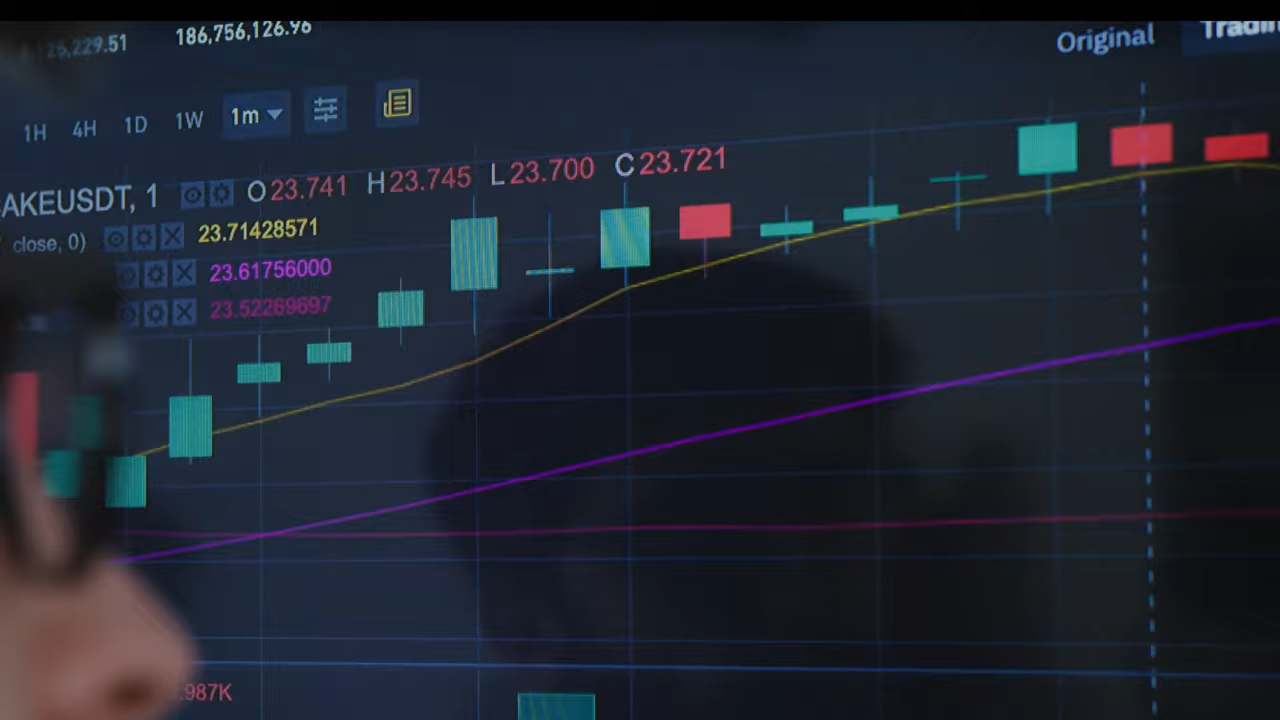 25,229.51 186,756,126.96
Original Tradin
1H 4H 1D 1W 1m
AKEUSDT, 1 O23.741 H23.745 L23.700 C23.721
close, 0) 23.71428571
23.61756000
23.52269697
.987K